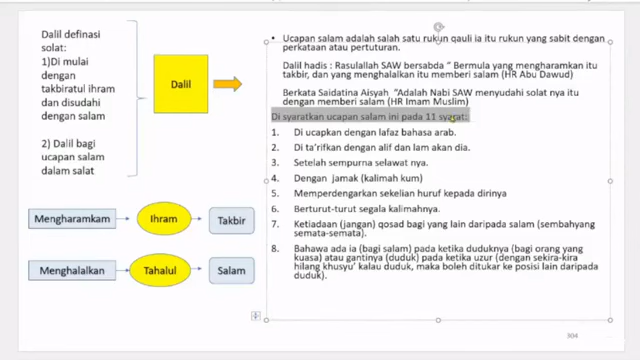 Dalil definasi
solat:
1)Di mulai
dengan
takbiratul ihram
dan disudahi
dengan salam
2) Dalil bagi
ucapan salam
dalam salat
Dalil
Mengharamkam
Ihram
Takbir
Menghalalkan
Tahalul
Salam
• Ucapan salam adalah salah satu rukun qauli ia itu rukun yang sabit dengan
perkataan atau pertuturan.
Dalil hadis : Rasulallah SAW bersabda “ Bermula yang mengharamkan itu
takbir, dan yang menghalalkan itu memberi salam (HR Abu Dawud)
Berkata Saidatina Aisyah “Adalah Nabi SAW menyudahi solat nya itu
dengan memberi salam (HR Imam Muslim)
Di syaratkan ucapan salam ini pada 11 syarat:
1. Di ucapkan dengan lafaz bahasa arab.
2. Di ta'rifkan dengan alif dan lam akan dia.
3. Setelah sempurna selawat nya.
4. Dengan jamak (kalimah kum)
5. Memperdengarkan sekelian huruf kepada dirinya
6. Berturut-turut segala kalimahnya.
7. Ketiadaan (jangan) qosad bagi yang lain daripada salam (sembahyang
semata-semata).
8. Bahawa ada ia (bagi salam) pada ketika duduknya (bagi orang yang
kuasa) atau gantinya (duduk) pada ketika uzur (dengan sekira-kira
hilang khusyu’ kalau duduk, maka boleh ditukar ke posisi lain daripada
duduk).
304